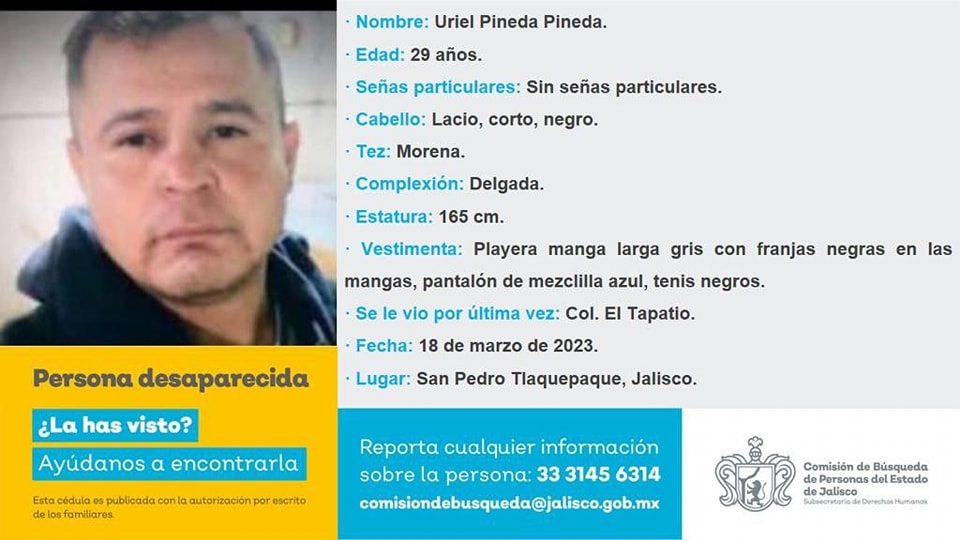 · Nombre: Uriel Pineda Pineda.
· Edad: 29 años.
· Señas particulares: Sin señas particulares.
· Cabello: Lacio, corto, negro.
· Tez: Morena.
· Complexión: Delgada.
· Estatura: 165 cm.
· Vestimenta: Playera manga larga gris con franjas negras en las
mangas, pantalón de mezclilla azul, tenis negros.
· Se le vio por última vez: Col. El Tapatio.
· Fecha: 18 de marzo de 2023.
· Lugar: San Pedro Tlaquepaque, Jalisco.
Persona desaparecida
¿La has visto?
Ayúdanos a encontrarla
Esta cédula es publicada con la autorización por escrito
de los familiares.
Reporta cualquier información
sobre la persona: 33 3145 6314
comisiondebusqueda@jalisco.gob.mx
Comisión de Búsqueda
de Personas del Estado
de Jalisco
Subsecretaría de Derechos Humanos